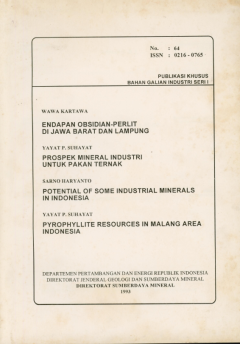 No. : 64
ISSN : 0216 - 0765
PUBLIKASI KHUSUS
BAHAN GALIAN INDUSTRI SERI I
WAWA KARTAWA
ENDAPAN OBSIDIAN-PERLIT
DI JAWA BARAT DAN LAMPUNG
YAYAT P. SUHAYAT
PROSPEK MINERAL INDUSTRI
UNTUK PAKAN TERNAK
SARNO HARYANTO
POTENTIAL OF SOME INDUSTRIAL MINERALS
IN INDONESIA
YAYAT P. SUHAYAT
PYROPHYLLITE RESOURCES IN MALANG AREA
INDONESIA
DEPARTEMEN PERTAMBANGAN DAN ENERGI REPUBLIK INDONESIA
DIREKTORAT JENDERAL GEOLOGI DAN SUMBERDAYA MINERAL
DIREKTORAT SUMBERDAYA MINERAL
1993